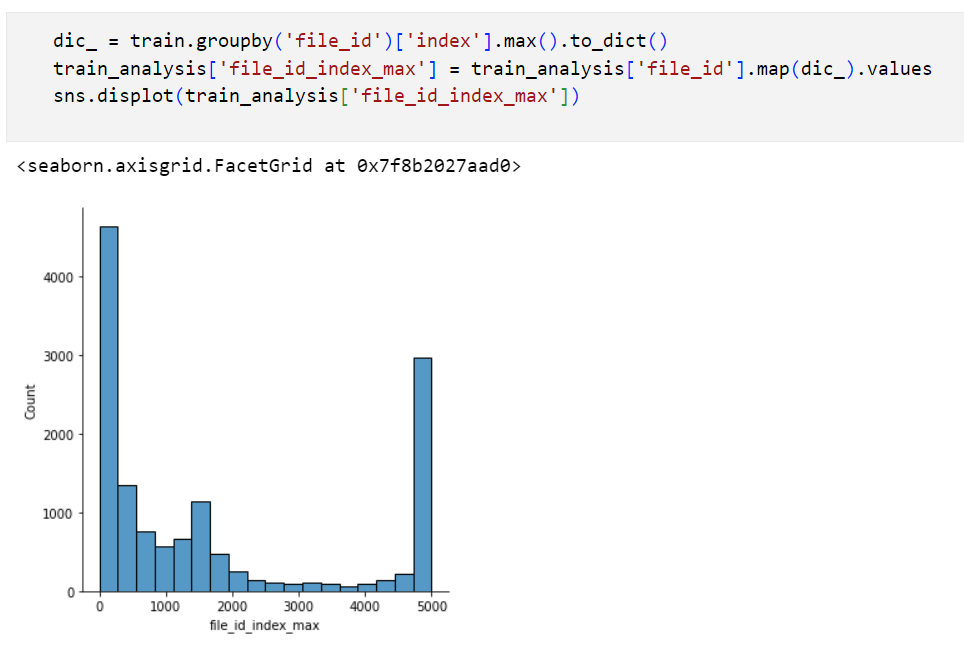 dic_ = train.groupby('file_id')['index'].max().to_dict()
train_analysis['file_id_index_max'] = train_analysis['file_id'].map(dic_).values
sns.displot(train_analysis['file_id_index_max'])
<seaborn.axisgrid.FacetGrid at 0x7f8b2027aad0>
4000
3000
Count
2000
1000
0
0 1000 2000 3000 4000 5000
file_id_index_max